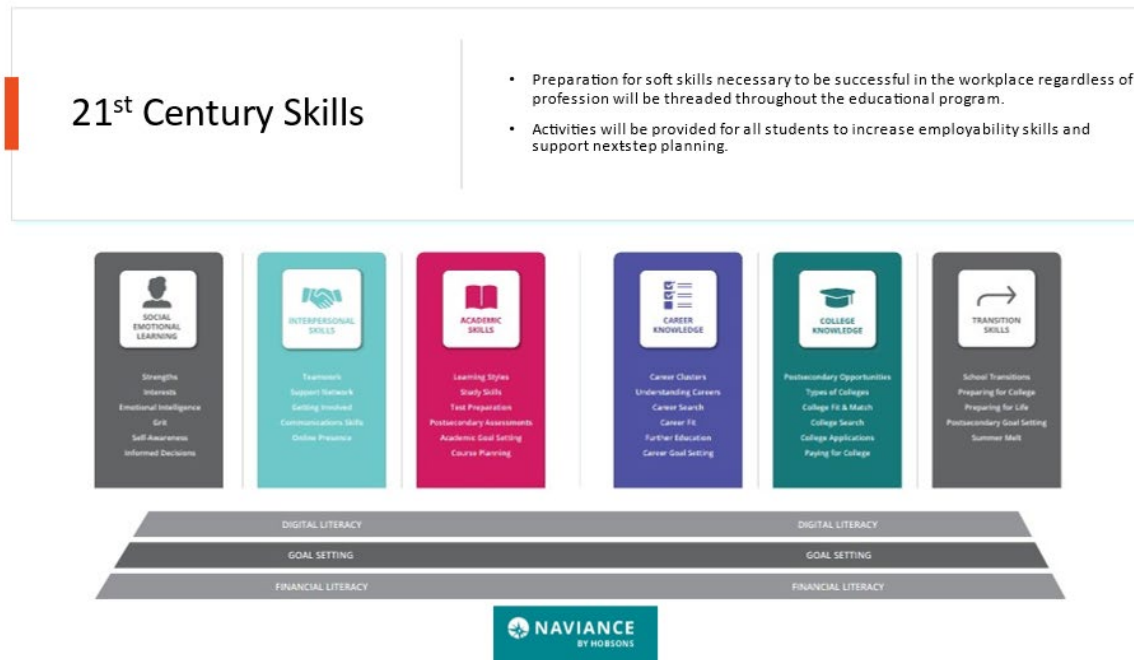 21st Century Skills
• Preparation for soft skills necessary to be successful in the workplace regardless of
profession will be threaded throughout the educational program.
• Activities will be provided for all students to increase employability skills and
support nextstep planning.
SOCIAL
EMOTIONAL
LEARNING
Strengths
Interests
Emotional Intelligence
Grit
Self-Awareness
Informed Decisions
INTERPERSONAL
SKILLS
Teamwork
Support Network
Getting Involved
Communications Skills
Online Presence
ACADEMIC
SKILLS
Learning Styles
Study Skills
Test Preparation
Postsecondary Assessments
Academic Goal Setting
Course Planning
CAREER
KNOWLEDGE
Career Clusters
Understanding Careers
Career Search
Career Fit
Further Education
Career Goal Setting
COLLEGE
KNOWLEDGE
Postsecondary Opportunities
Types of Colleges
College Fit & Match
College Search
College Applications
Paying for College
TRANSITION
SKILLS
School Transitions
Preparing for College
Preparing for Life
Postsecondary Goal Setting
Summer Melt
DIGITAL LITERACY DIGITAL LITERACY
GOAL SETTING GOAL SETTING
FINANCIAL LITERACY FINANCIAL LITERACY
NAVIANCE
BY HOBSONS